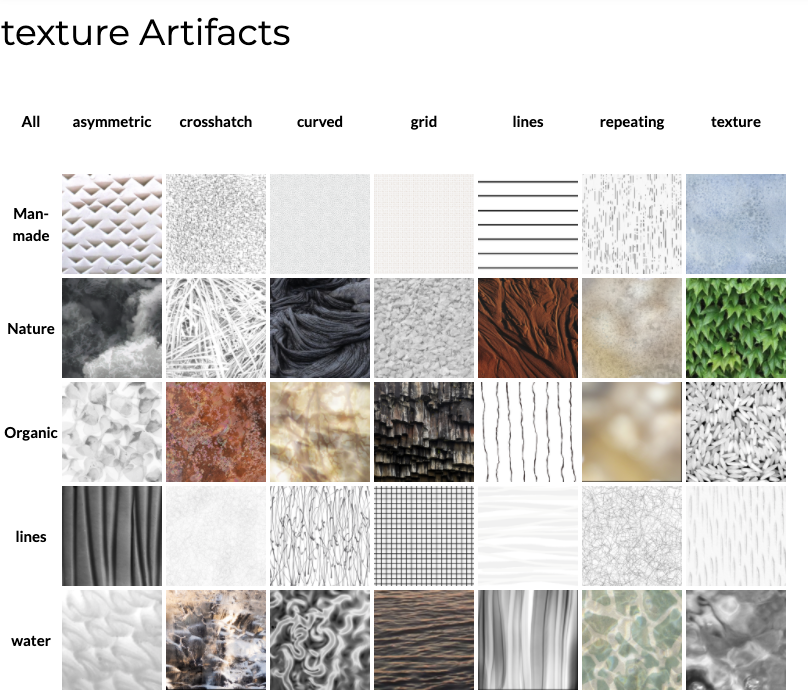 texture Artifacts
All asymmetric crosshatch curved grid lines repeating texture
Man-
made
Nature
Organic
lines
water